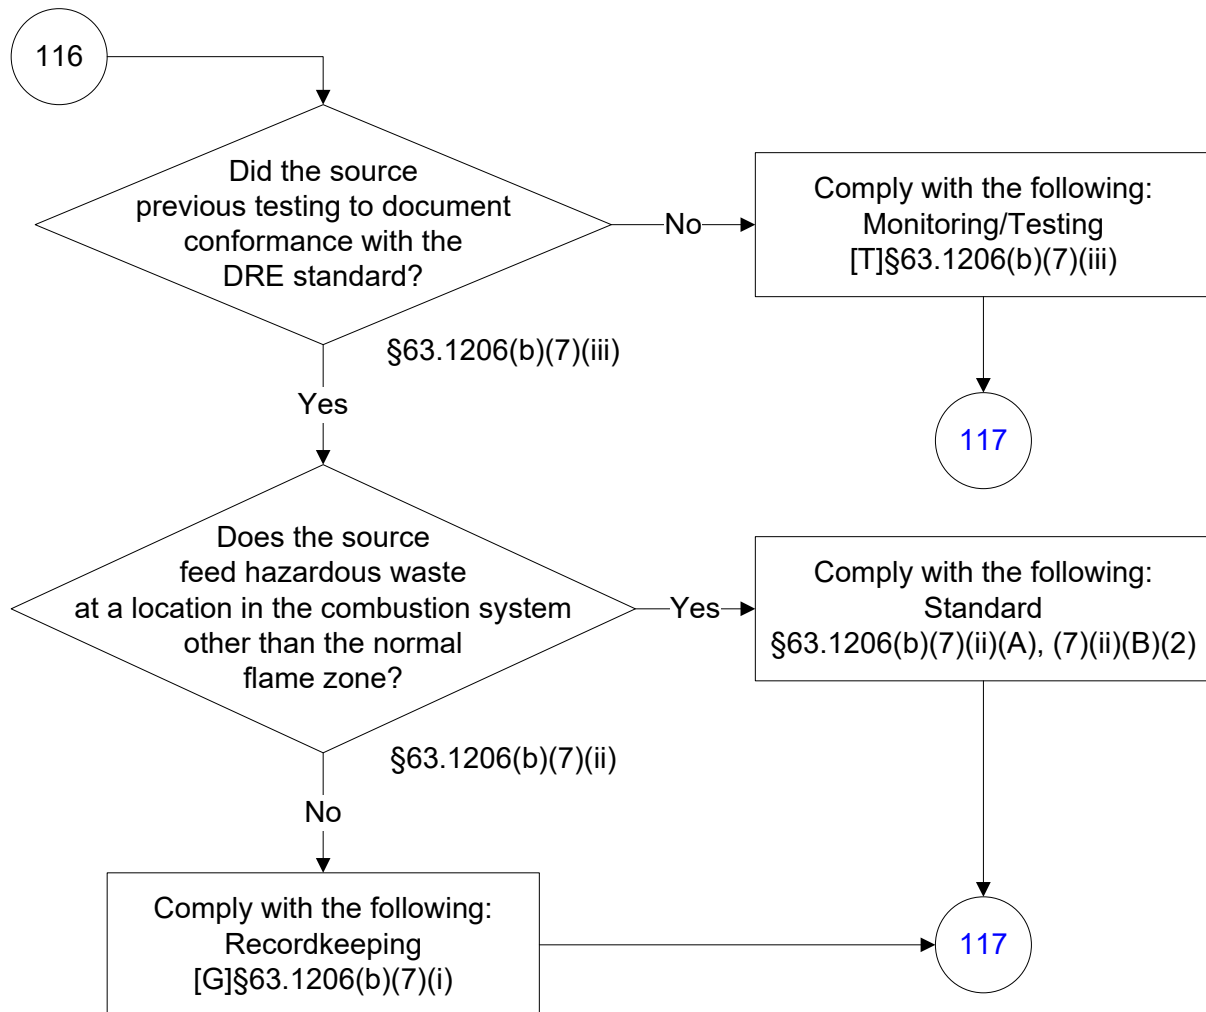 116
Did the source
previous testing to document
conformance with the
DRE standard?
No
Comply with the following:
Monitoring/Testing
[T]§63.1206(b)(7)(iii)
§63.1206(b)(7)(iii)
Yes
117
Does the source
feed hazardous waste
at a location in the combustion system
other than the normal
flame zone?
Yes
Comply with the following:
Standard
§63.1206(b)(7)(ii)(A), (7)(ii)(B)(2)
§63.1206(b)(7)(ii)
No
Comply with the following:
Recordkeeping
[G]§63.1206(b)(7)(i)
117